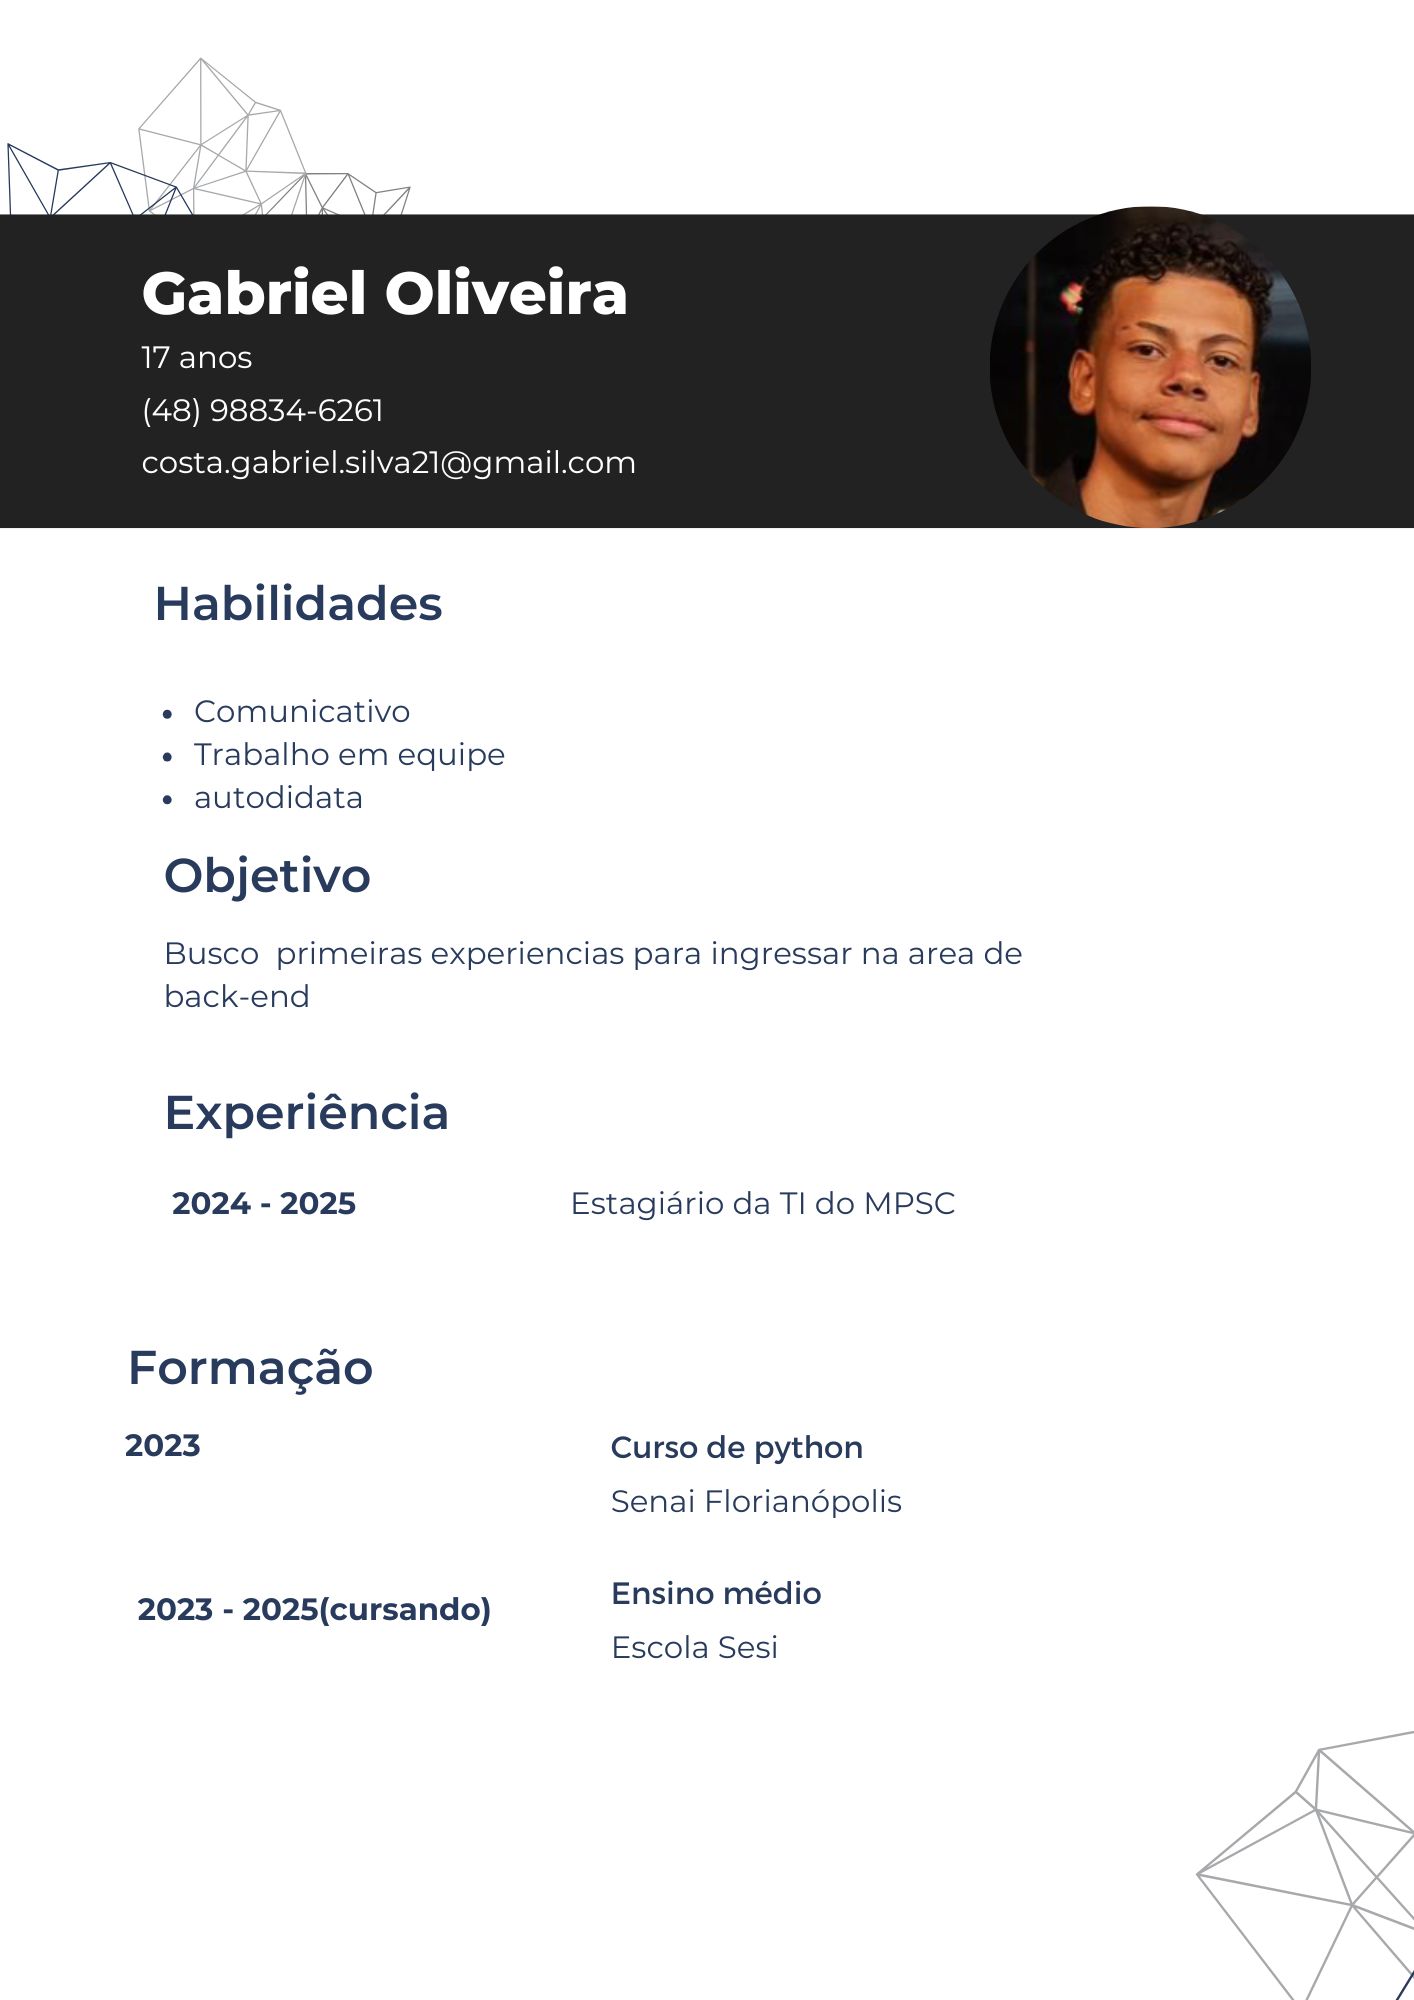 Gabriel Oliveira
17 anos
(48) 98834-6261
costa.gabriel.silva21@gmail.com
Habilidades
• Comunicativo
• Trabalho em equipe
• autodidata
Objetivo
Busco  primeiras experiencias para ingressar na area de
back-end
Experiência
2024 - 2025 Estagiário da TI do MPSC
Formação
2023 Curso de python
Senai Florianópolis
2023 - 2025(cursando) Ensino médio
Escola Sesi